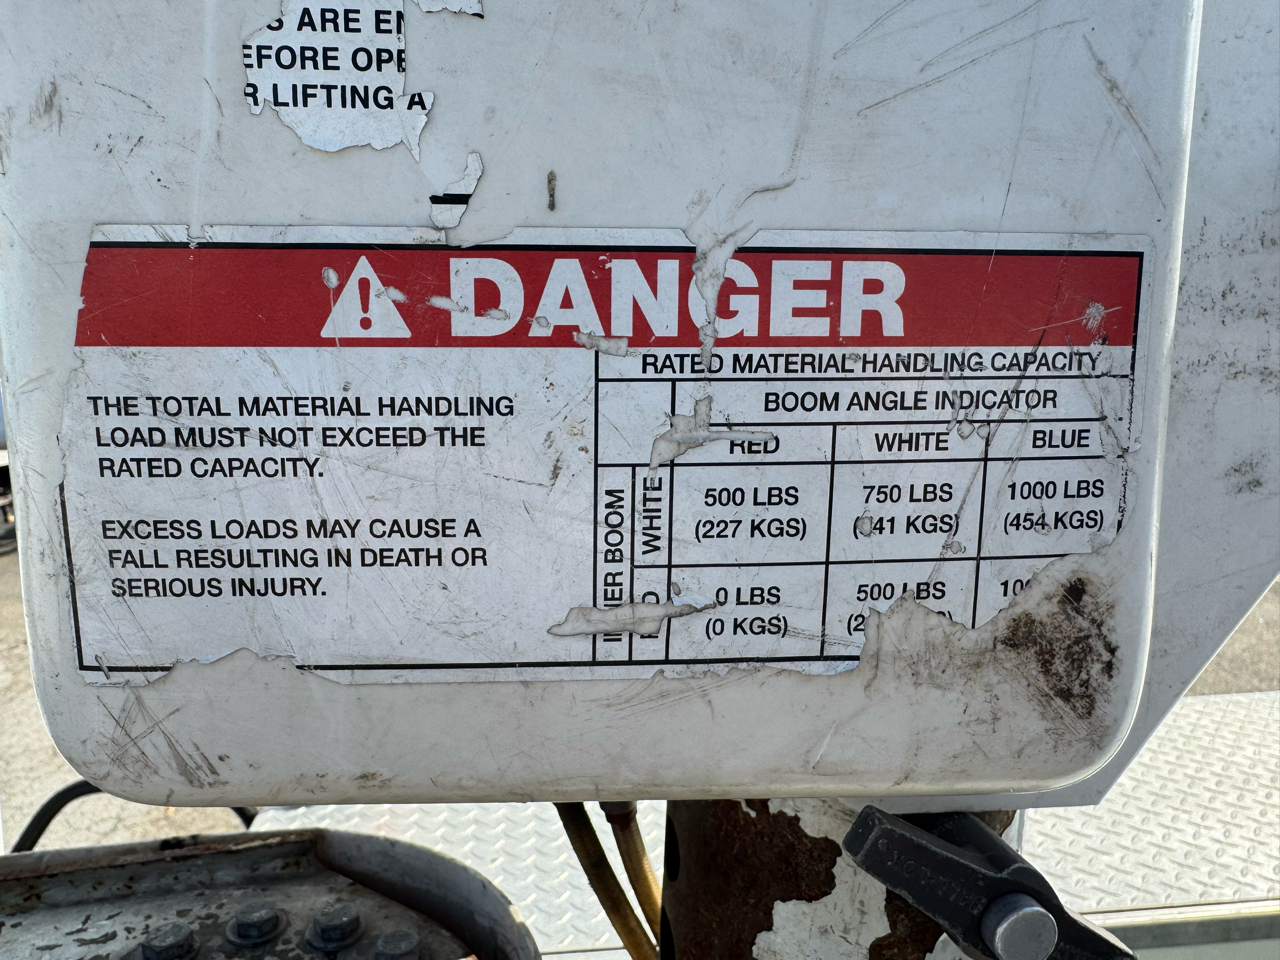 ARE
OPE
LIFTING A
DANGER
THE TOTAL MATERIAL HANDLING
LOAD MUST NOT EXCEED THE
RATED CAPACITY.
EXCESS LOADS MAY CAUSE A
FALL RESULTING IN DEATH OR
SERIOUS INJURY.
RATED MATERIAL HANDLING CAPACITY
BOOM ANGLE INDICATOR
RED WHITE BLUE
BOOM
WHITE
500 LBS 750 LBS 1000 LBS
(227 KGS) KGS) (454 KGS)
0 LBS 500 LBS
(0 KGS)